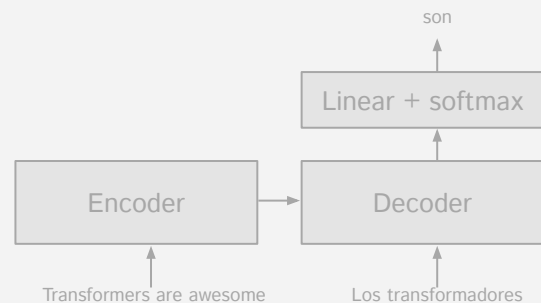 son
Linear + softmax
Encoder
Decoder
Transformers are awesome
Los transformadores